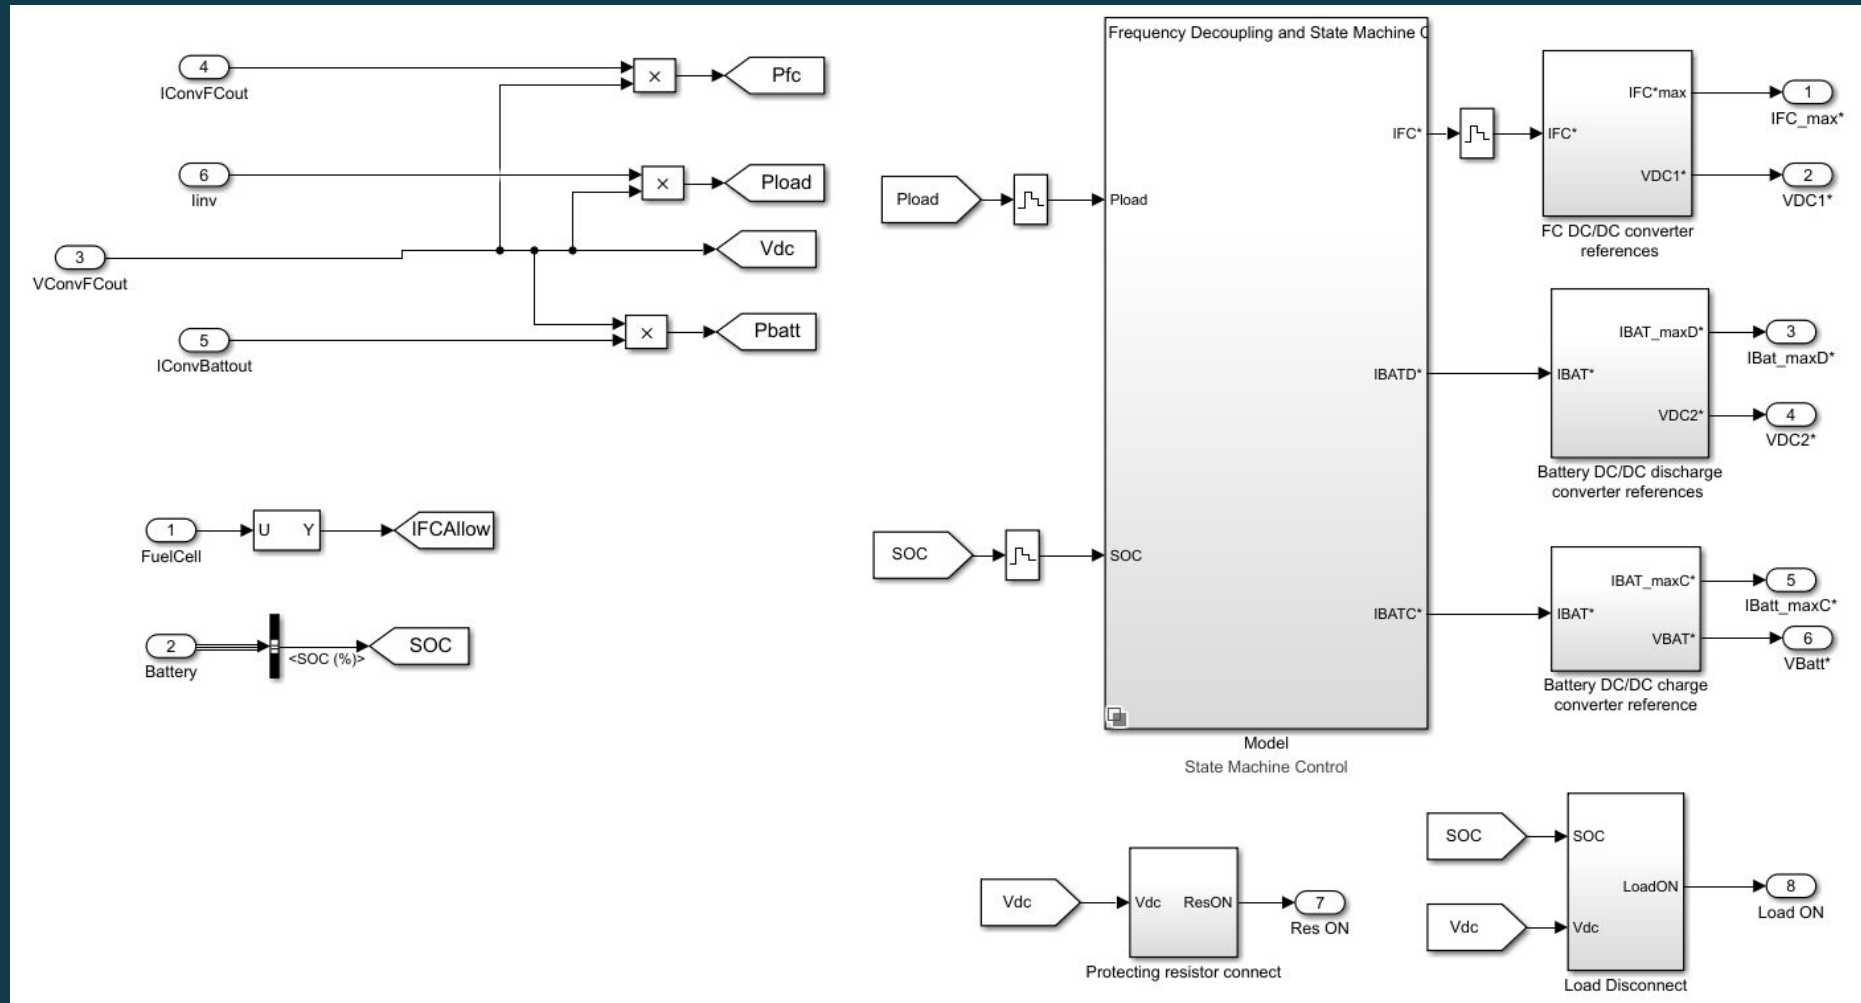 4
IConvFCout
×
Pfc
6
Iinv
×
Pload
3
VConvFCout
Vdc
5
IConvBattout
×
Pbatt
1
FuelCell
U Y
IFCAllow
2
Battery
<SOC (%)>
SOC
Frequency Decoupling and State Machine C
Pload
Pload
SOC
SOC
IFC*
IBATD*
IBATC*
Model
State Machine Control
IFC*
IFC*max
VDC1*
FC DC/DC converter
references
1
IFC_max*
2
VDC1*
IBAT*
IBAT_maxD*
VDC2*
Battery DC/DC discharge
converter references
3
IBat_maxD*
4
VDC2*
IBAT*
IBAT_maxC*
VBAT*
Battery DC/DC charge
converter reference
5
IBatt_maxC*
6
VBatt*
Vdc
Vdc ResON
Protecting resistor connect
7
Res ON
SOC
Vdc
SOC
LoadON
Vdc
Load Disconnect
8
Load ON